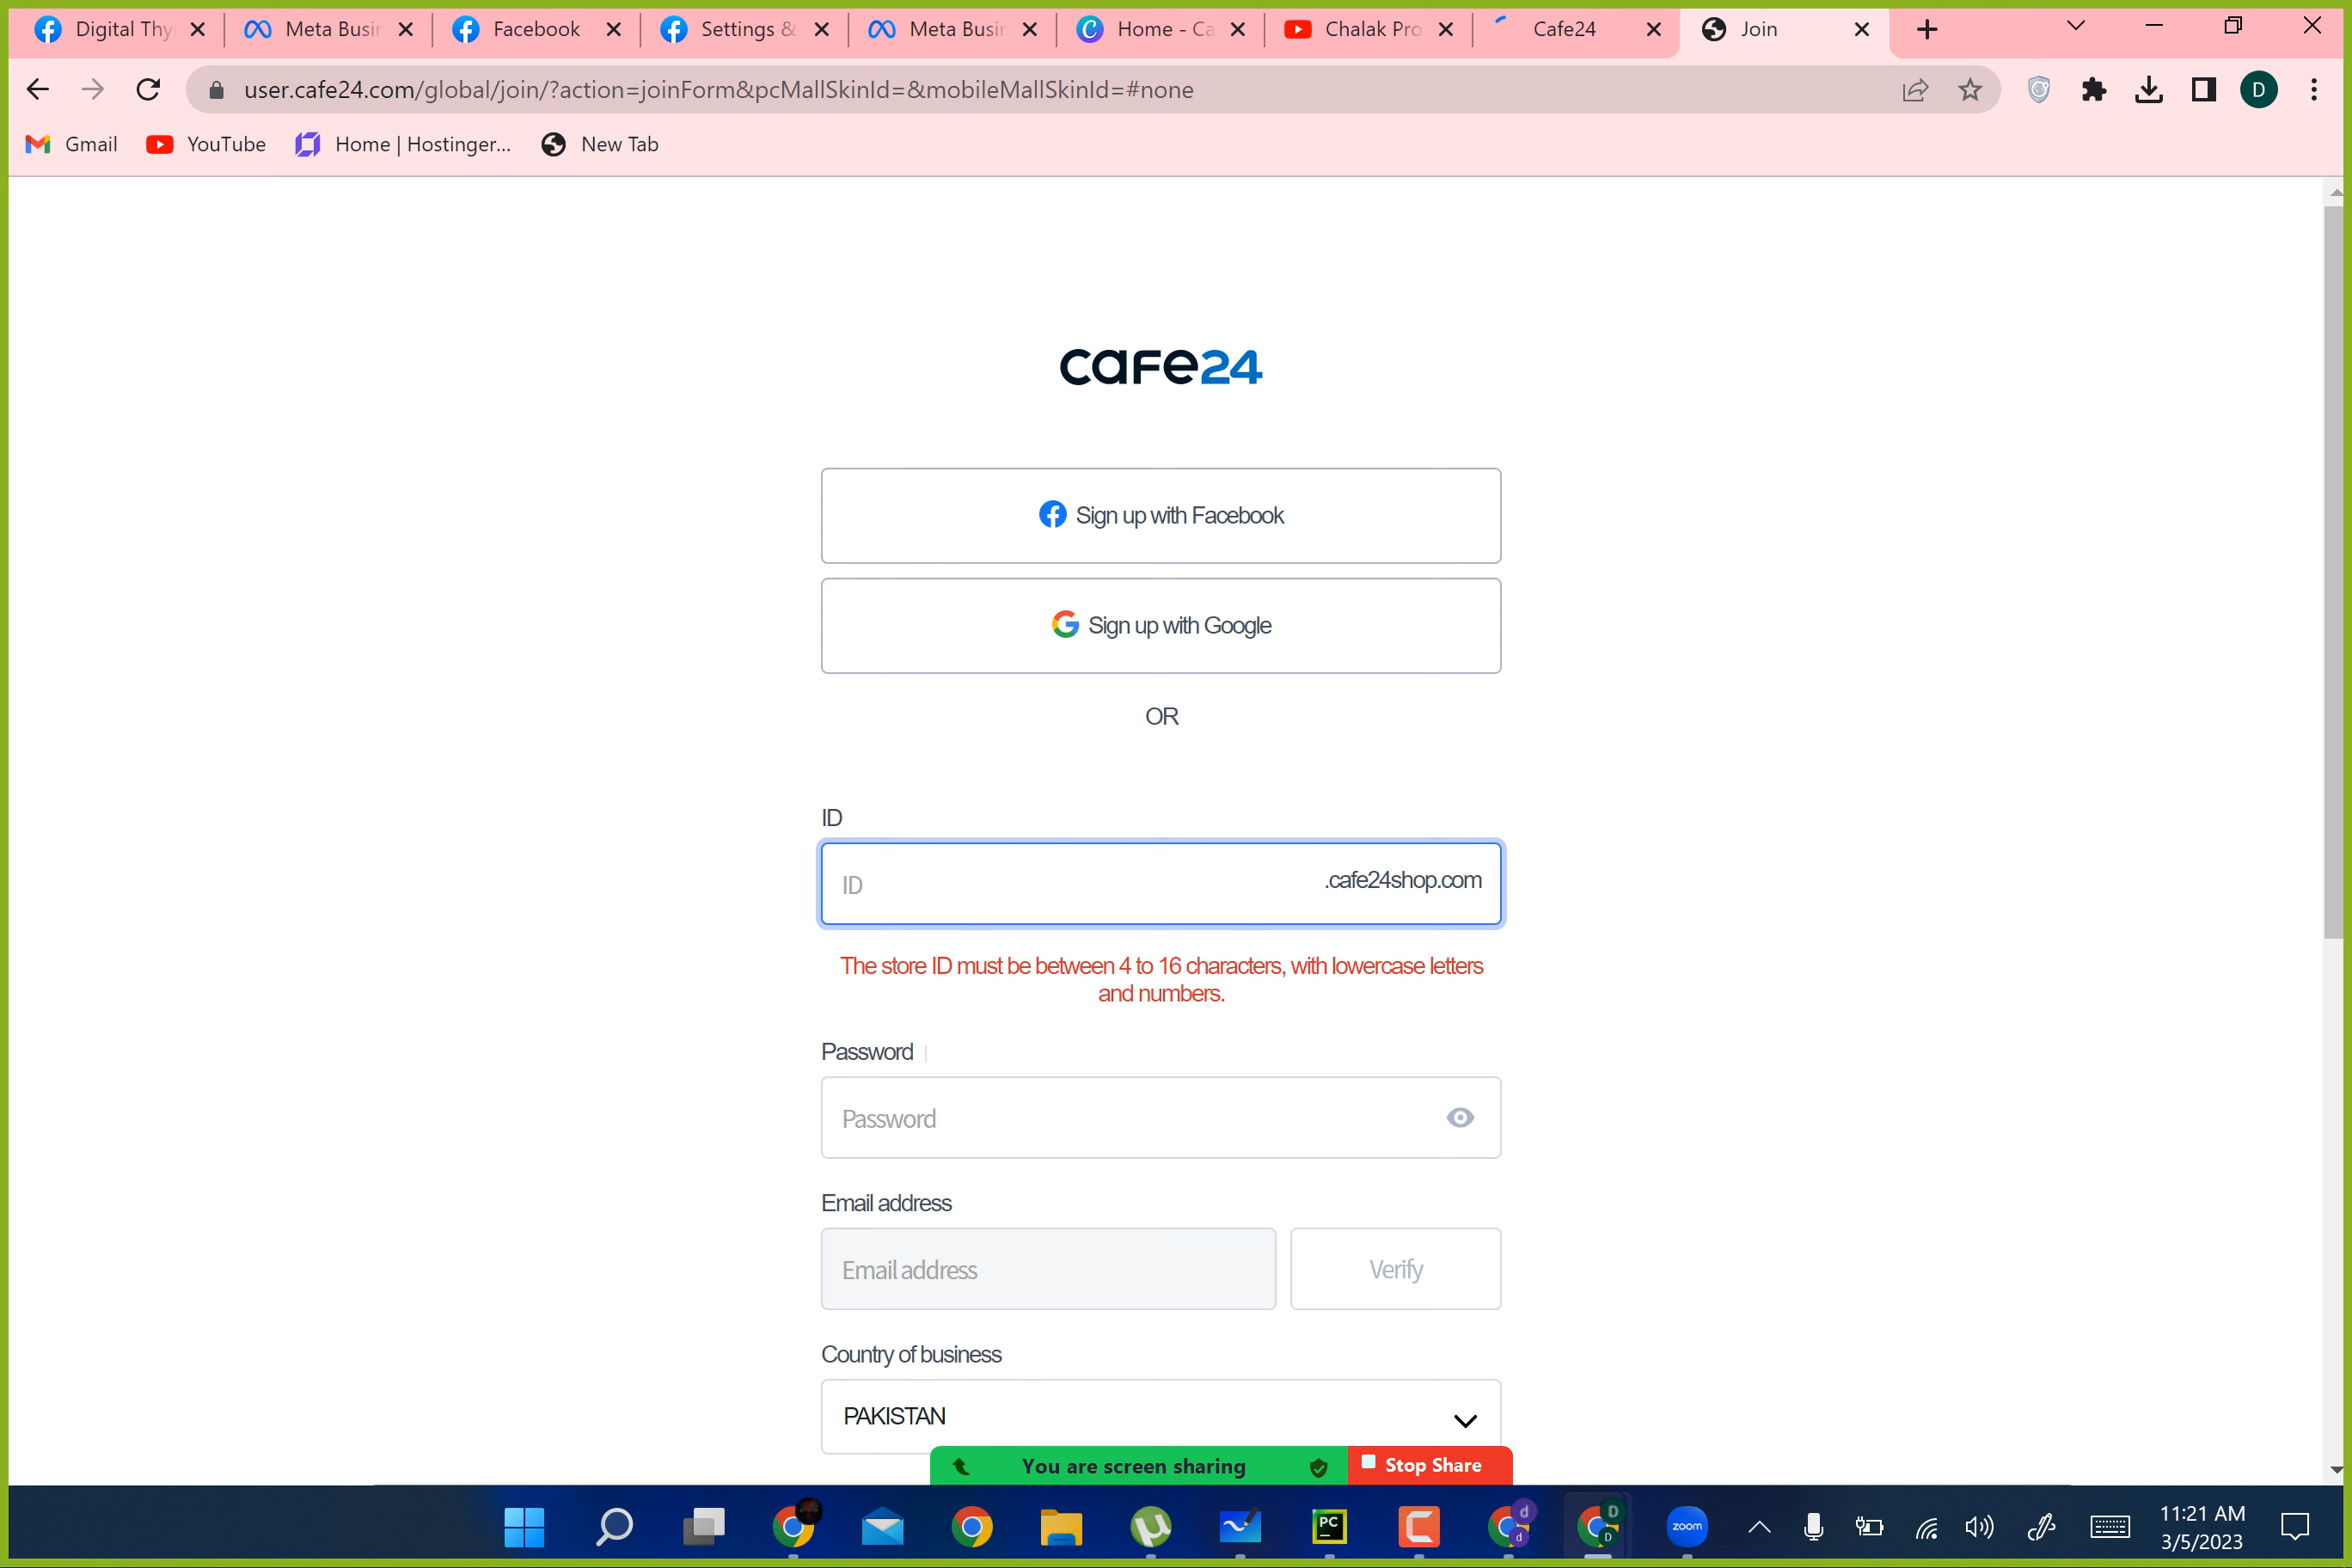 Digital Thy
Meta Busin
Facebook
Settings &
Meta Busin
Home - Ca
Chalak Pro
Cafe24
Join
user.cafe24.com/global/join/?action=joinForm&pcMallSkinId=&mobileMallSkinId=#none
D
Gmail
YouTube
Home | Hostinger...
New Tab
cafe24
Sign up with Facebook
Sign up with Google
OR
ID
ID
.cafe24shop.com
The store ID must be between 4 to 16 characters, with lowercase letters
and numbers.
Password
Password
Email address
Email address
Verify
Country of business
PAKISTAN
You are screen sharing
Stop Share
PC
d
d
D
D
zoom
11:21 AM
3/5/2023